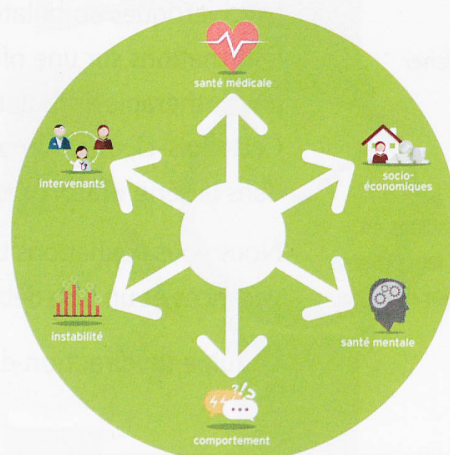 santé médicale
intervenants
socio-
économiques
instabilité
santé mentale
comportement